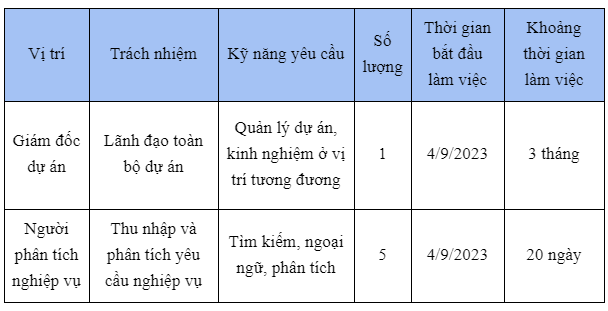 Vị trí
Trách nhiệm
Kỹ năng yêu cầu
Số
lượng
Thời gian
bắt đầu
làm việc
Khoảng
thời gian
làm việc
Giám đốc
dự án
Lãnh đạo toàn
bộ dự án
Quản lý dự án,
kinh nghiệm ở vị
trí tương đương
1
4/9/2023
3 tháng
Người
phân tích
nghiệp vụ
Thu nhập và
phân tích yêu
cầu nghiệp vụ
Tìm kiếm, ngoại
ngữ, phân tích
5
4/9/2023
20 ngày